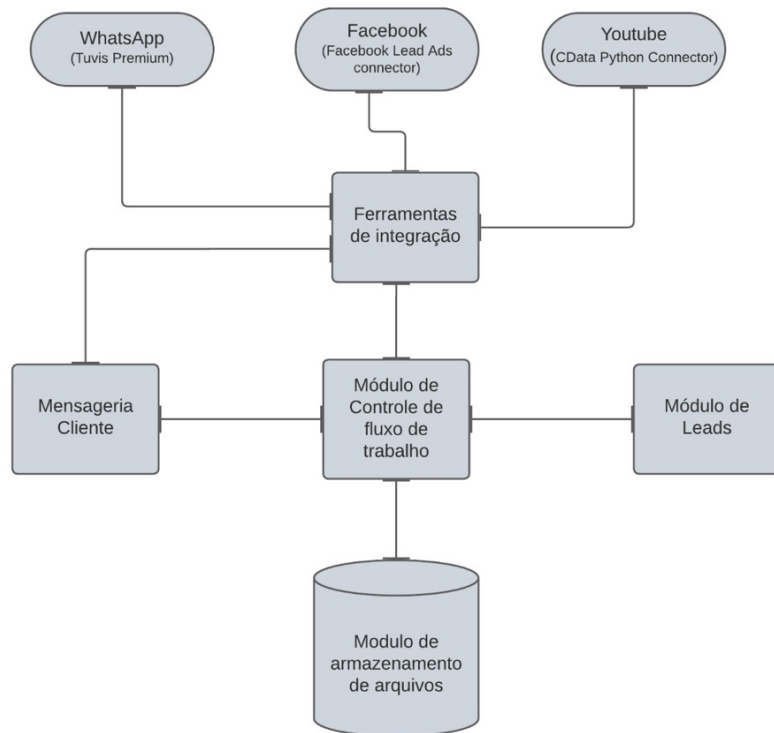 WhatsApp
(Tuvis Premium)
Facebook
(Facebook Lead Ads
connector)
Youtube
(CData Python Connector)
Ferramentas
de integração
Mensageria
Cliente
Módulo de
Controle de
fluxo de
trabalho
Módulo de
Leads
Modulo de
armazenamento
de arquivos